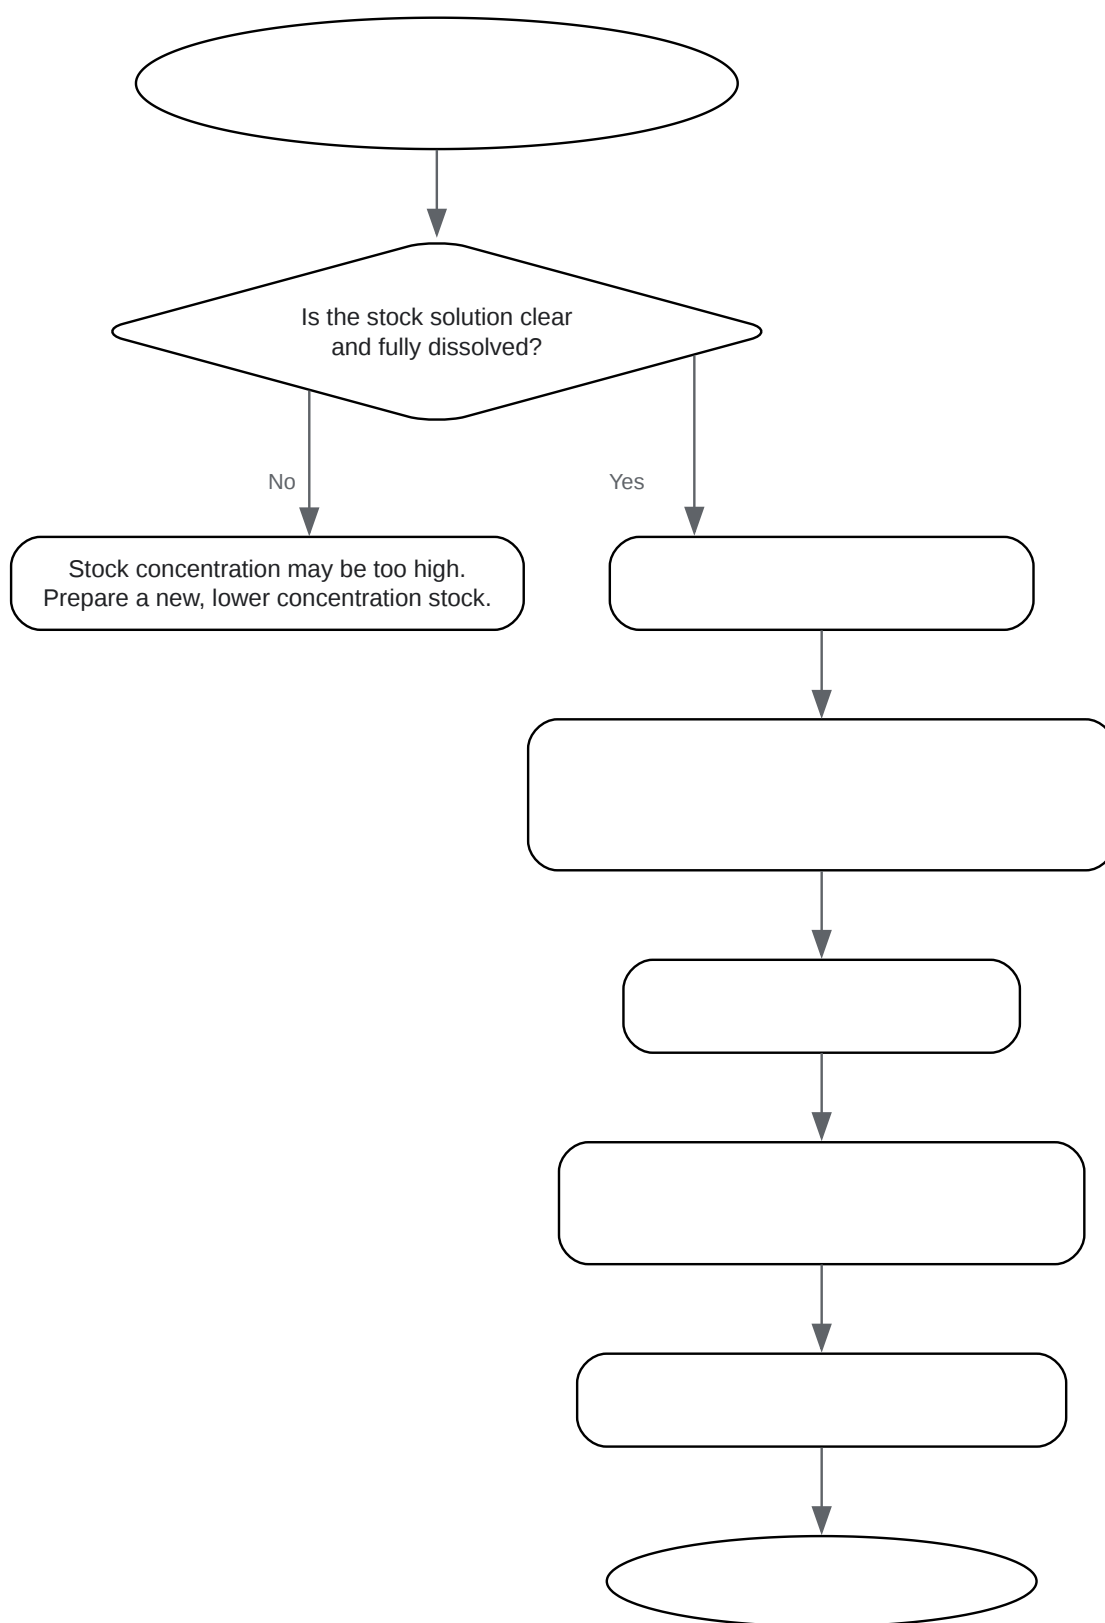 Is the stock solution clear
and fully dissolved?
No
Yes
Stock concentration may be too high.
Prepare a new, lower concentration stock.